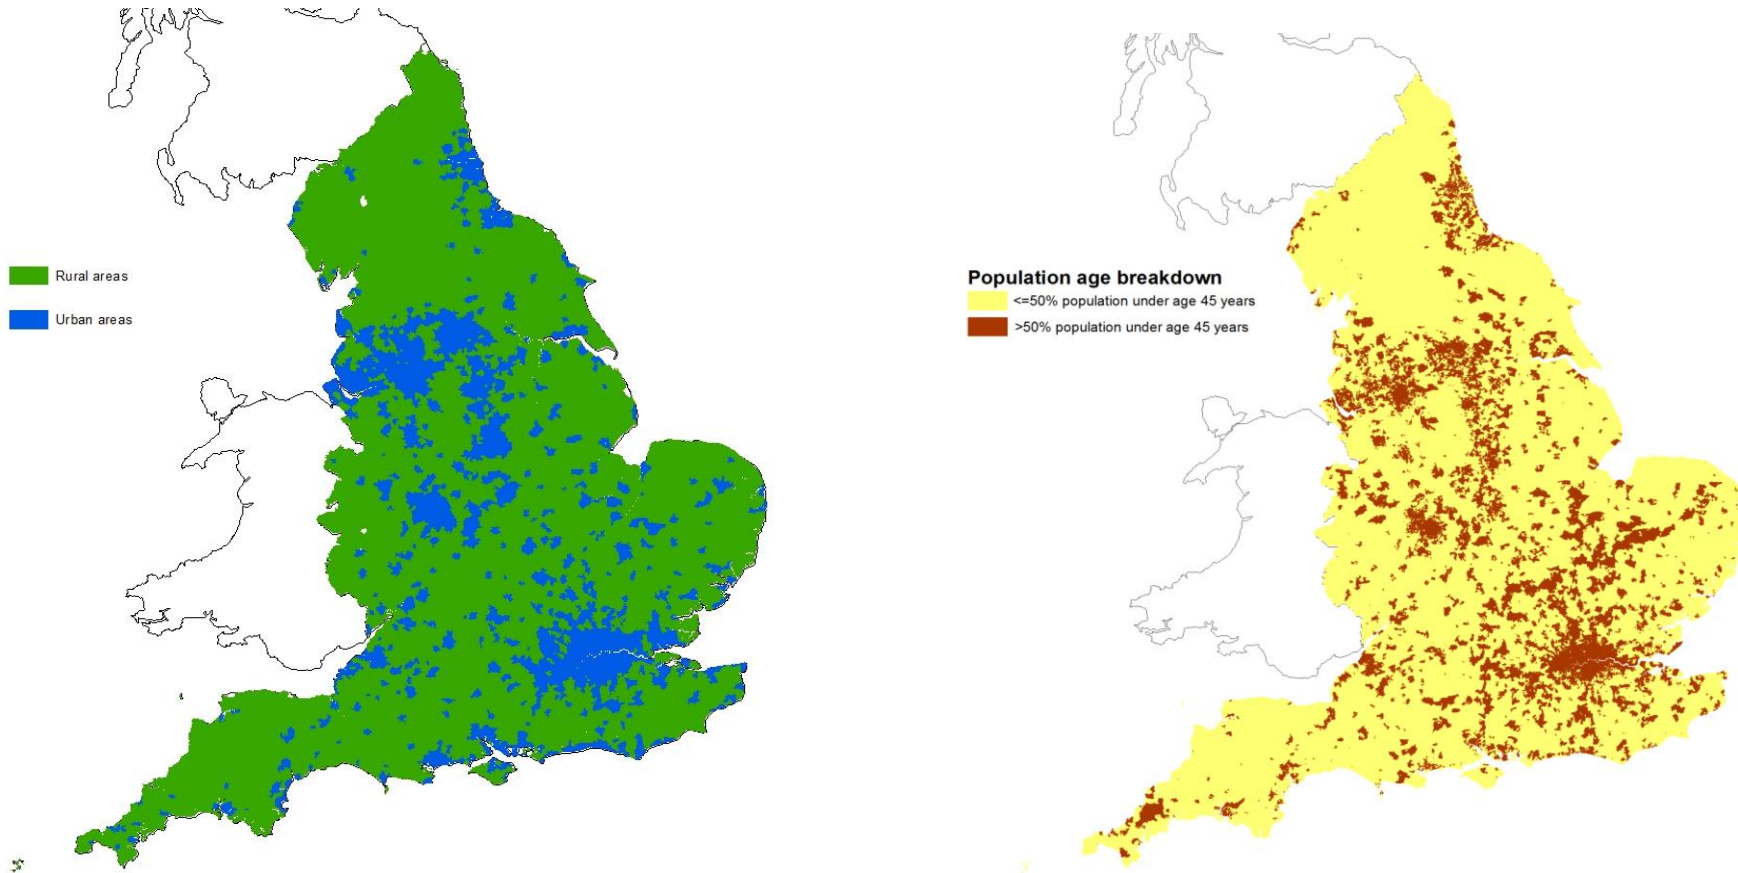 Rural areas
Urban areas
Population age breakdown
<=50% population under age 45 years
>50% population under age 45 years